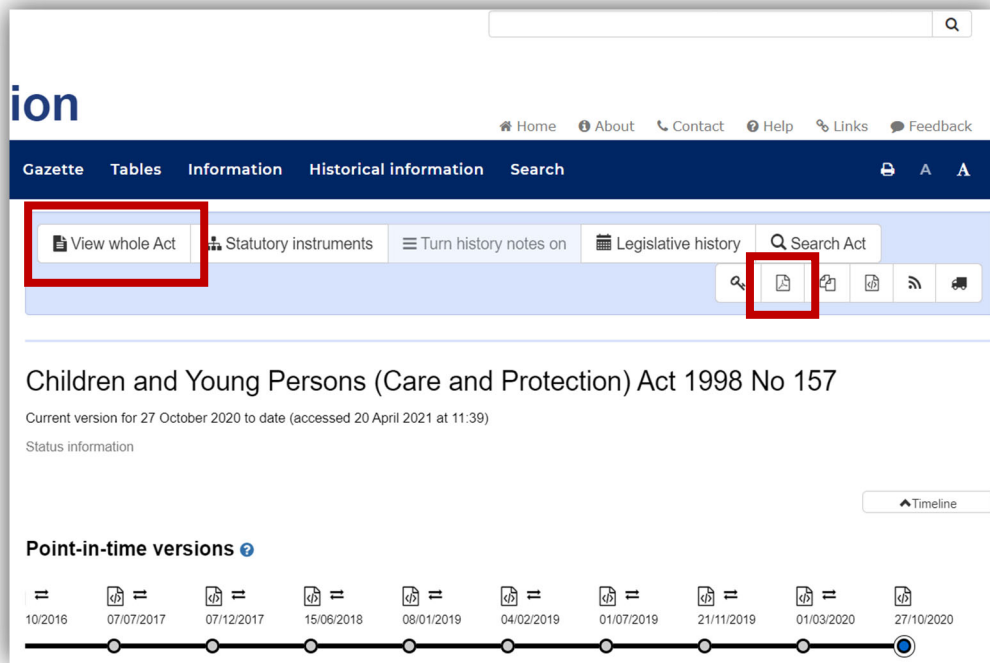 ion
Home About Contact Help Links Feedback
Gazette Tables Information Historical information Search A A
View whole Act Statutory instruments Turn history notes on Legislative history Search Act
Children and Young Persons (Care and Protection) Act 1998 No 157
Current version for 27 October 2020 to date (accessed 20 April 2021 at 11:39)
Status information
Timeline
Point-in-time versions ?
10/2016 07/07/2017 07/12/2017 15/06/2018 08/01/2019 04/02/2019 01/07/2019 21/11/2019 01/03/2020 27/10/2020